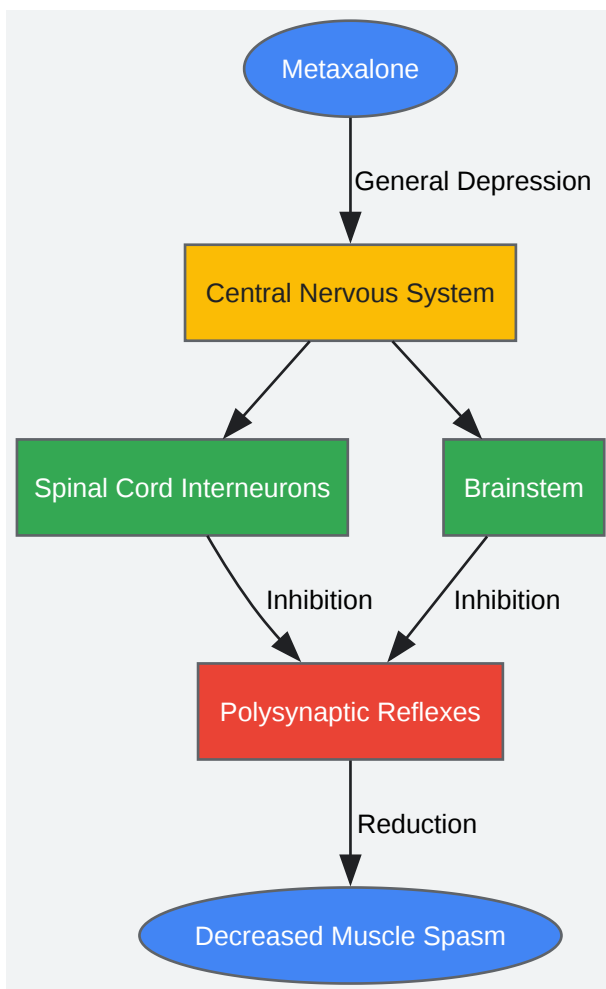 Metaxalone
General Depression
Central Nervous System
Spinal Cord Interneurons
Brainstem
Inhibition
Inhibition
Polysynaptic Reflexes
Reduction
Decreased Muscle Spasm